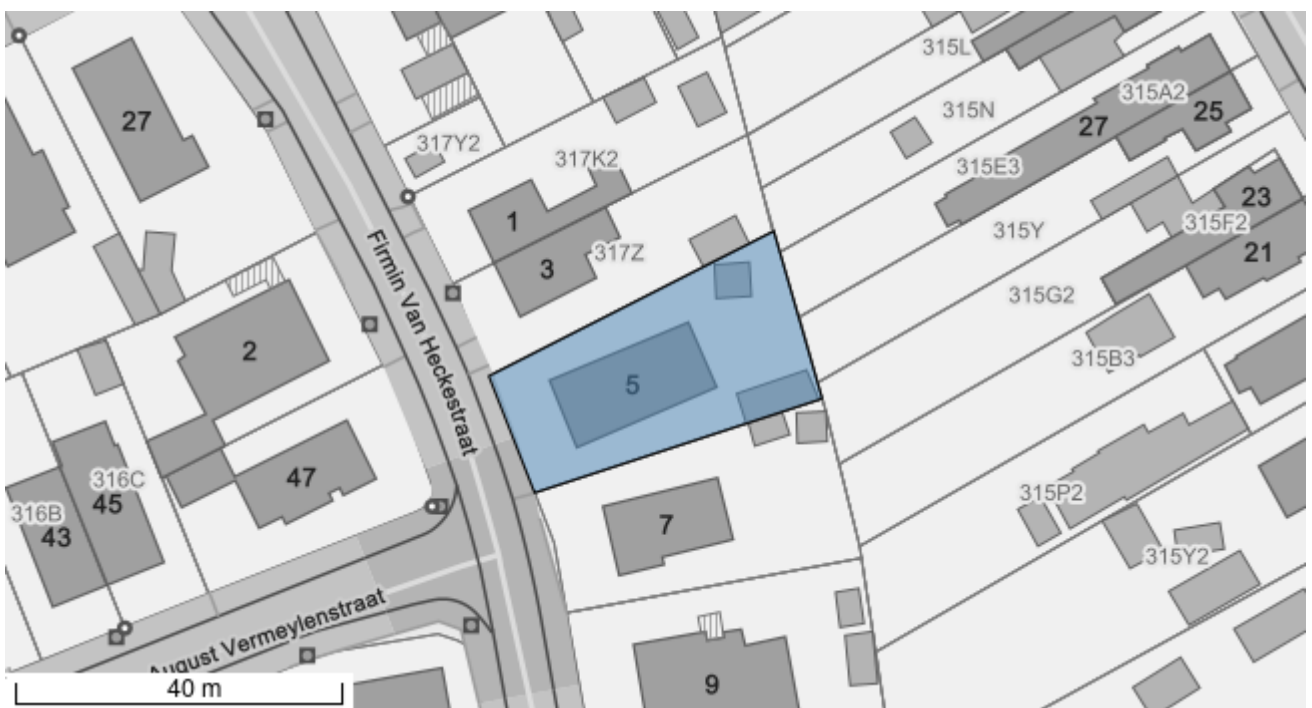 315L
27
315A2
315N
27
25
317Y2
317K2
315E3
23
1
315F2
315Y
Firmin Van Heckestraat
317Z
21
3
315G2
2
315B3
5
316C
47
45
315P2
316B
43
7
315Y2
August Vermeylenstraat
9
40 m